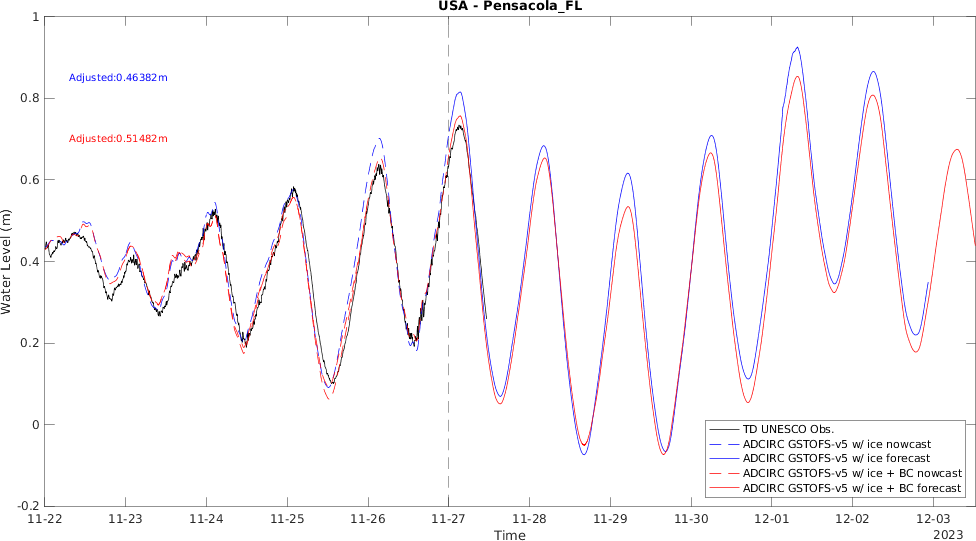 USA - Pensacola_FL
1
0.8
0.6
0.4
0.2
0
-0.2
Water Level (m)
Adjusted:0.46382m
Adjusted:0.51482m
TD UNESCO Obs.
ADCIRC GSTOFS-v5 w/ ice nowcast
ADCIRC GSTOFS-v5 w/ ice forecast
ADCIRC GSTOFS-v5 w/ ice + BC nowcast
ADCIRC GSTOFS-v5 w/ ice + BC forecast
11-22 11-23 11-24 11-25 11-26 11-27 11-28 11-29 11-30 12-01 12-02 12-03
Time
2023